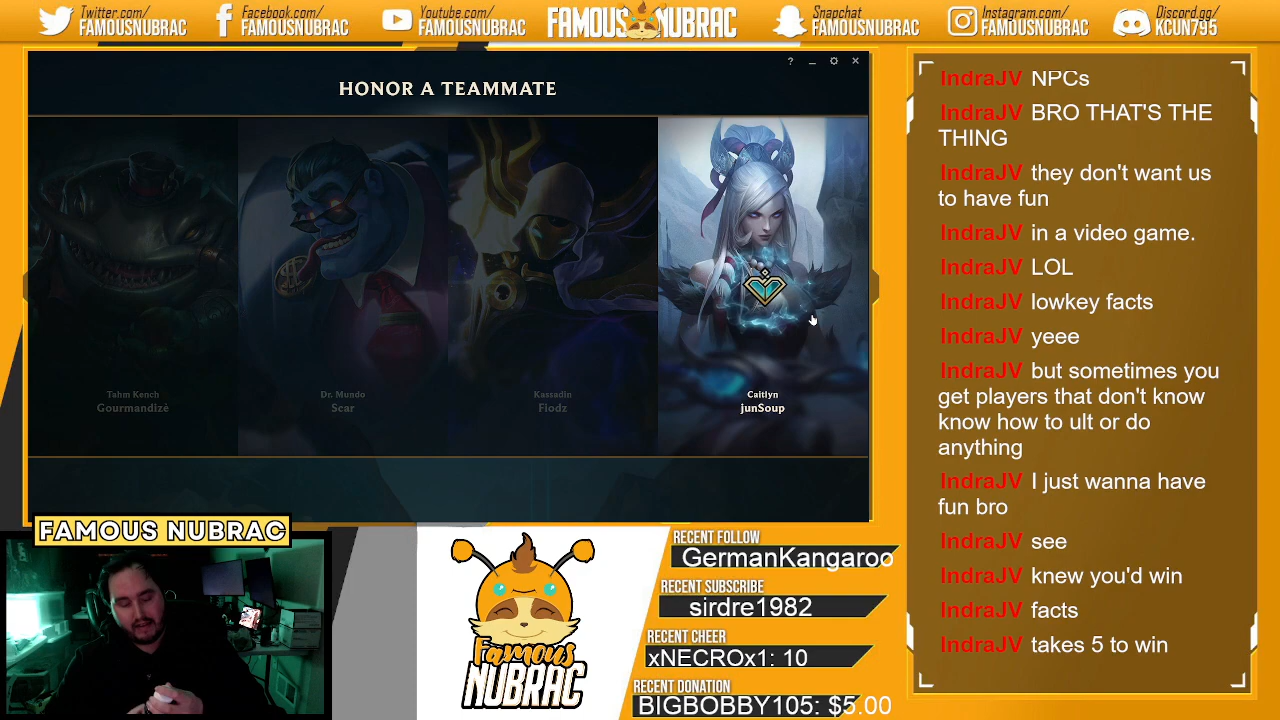 Twitter.com/
FAMOUSNUBRAC
Facebook.com/
FAMOUSNUBRAC
Youtube.com/
FAMOUSNUBRAC
FAMOUS NUBRAC
Snapchat
FAMOUSNUBRAC
Instagram.com/
FAMOUSNUBRAC
Discord.gg/
KCUN795
?
HONOR A TEAMMATE
Tahm Kench
Gourmandizè
Dr. Mundo
Scar
Kassadin
Fiodz
Caitlyn
junSoup
IndraJV NPCs
IndraJV BRO THAT'S THE
THING
IndraJV they don't want us
to have fun
IndraJV in a video game.
IndraJV LOL
IndraJV lowkey facts
IndraJV yeee
IndraJV but sometimes you
get players that don't know
know how to ult or do
anything
IndraJV I just wanna have
fun bro
IndraJV see
IndraJV knew you'd win
IndraJV facts
IndraJV takes 5 to win
FAMOUS NUBRAC
Famous
NUBRAC
RECENT FOLLOW
GermanKangaroo
RECENT SUBSCRIBE
sirdre1982
RECENT CHEER
xNECROx1: 10
RECENT DONATION
BIGBOBBY105: $5.00